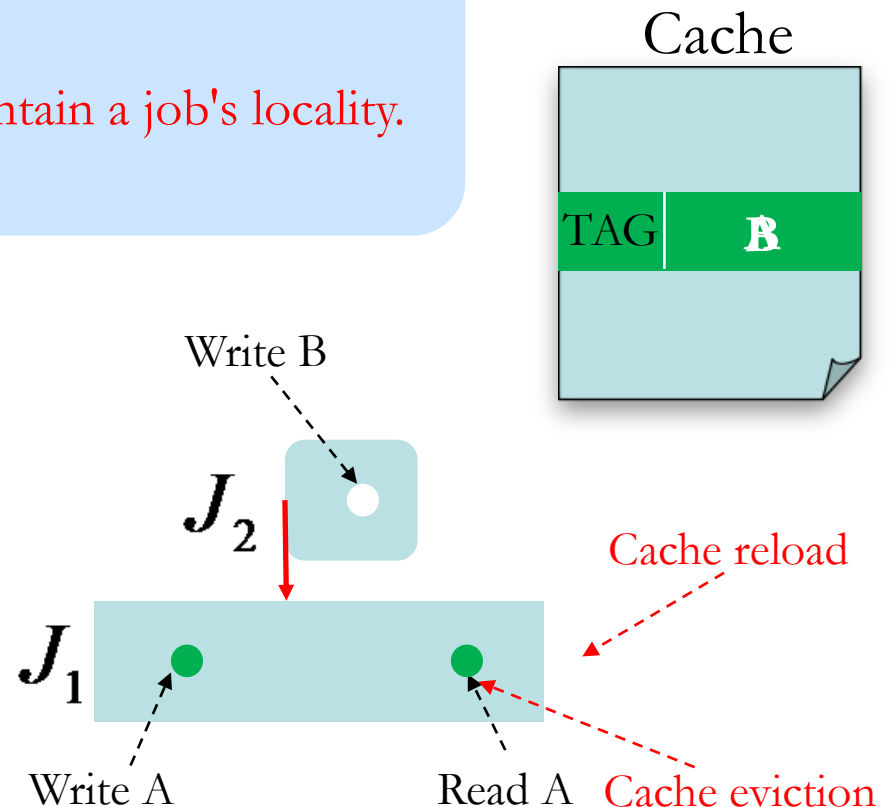 Cache
ntain a job's locality.
TAG
Write B
J2
Cache reload
J1
Write A
Read A
Cache eviction